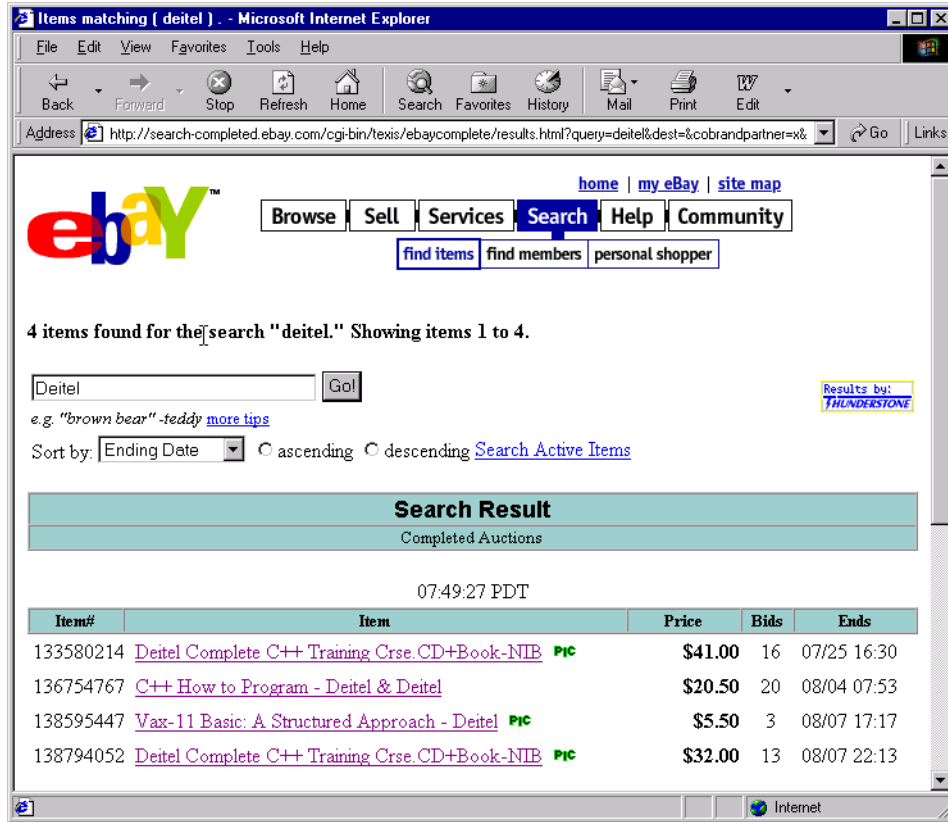 Items matching ( deitel ) . - Microsoft Internet Explorer
File Edit View Favorites Tools Help
Back Forward Stop Refresh Home Search Favorites History Mail Print Edit
Address http://search-completed.ebay.com/cgi-bin/texis/ebaycomplete/results.html?query=deitel&dest=&cobrandpartner=x& Go Links
home | my eBay | site map
ebaY™
Browse Sell Services Search Help Community
find items find members personal shopper
4 items found for the search "deitel." Showing items 1 to 4.
Deitel Go!
Results by:
THUNDERSTONE
e.g. "brown bear" -teddy more tips
Sort by: Ending Date ascending descending Search Active Items
Search Result
Completed Auctions
07:49:27 PDT
Item# Item Price Bids Ends
133580214 Deitel Complete C++ Training Crse.CD+Book-NIB PIC $41.00 16 07/25 16:30
136754767 C++ How to Program - Deitel & Deitel $20.50 20 08/04 07:53
138595447 Vax-11 Basic: A Structured Approach - Deitel PIC $5.50 3 08/07 17:17
138794052 Deitel Complete C++ Training Crse.CD+Book-NIB PIC $32.00 13 08/07 22:13
Internet